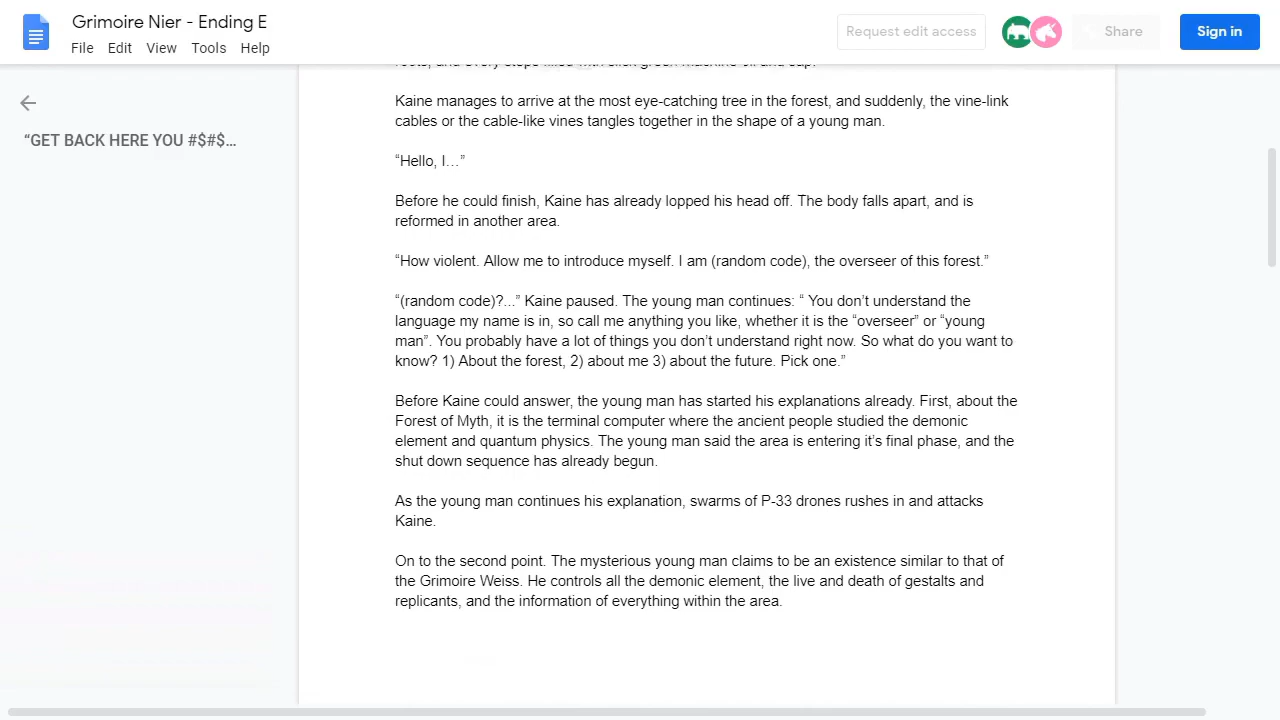 Grimoire Nier - Ending E
File Edit View Tools Help
Request edit access
Share
Sign in
“GET BACK HERE YOU #$#$...
roots, and every steps filled with slick green machine oil and sap.
Kaine manages to arrive at the most eye-catching tree in the forest, and suddenly, the vine-link
cables or the cable-like vines tangles together in the shape of a young man.
“Hello, I…”
Before he could finish, Kaine has already lopped his head off. The body falls apart, and is
reformed in another area.
“How violent. Allow me to introduce myself. I am (random code), the overseer of this forest.”
“(random code)?...” Kaine paused. The young man continues: “ You don’t understand the
language my name is in, so call me anything you like, whether it is the “overseer” or “young
man”. You probably have a lot of things you don’t understand right now. So what do you want to
know? 1) About the forest, 2) about me 3) about the future. Pick one.”
Before Kaine could answer, the young man has started his explanations already. First, about the
Forest of Myth, it is the terminal computer where the ancient people studied the demonic
element and quantum physics. The young man said the area is entering it’s final phase, and the
shut down sequence has already begun.
As the young man continues his explanation, swarms of P-33 drones rushes in and attacks
Kaine.
On to the second point. The mysterious young man claims to be an existence similar to that of
the Grimoire Weiss. He controls all the demonic element, the live and death of gestalts and
replicants, and the information of everything within the area.